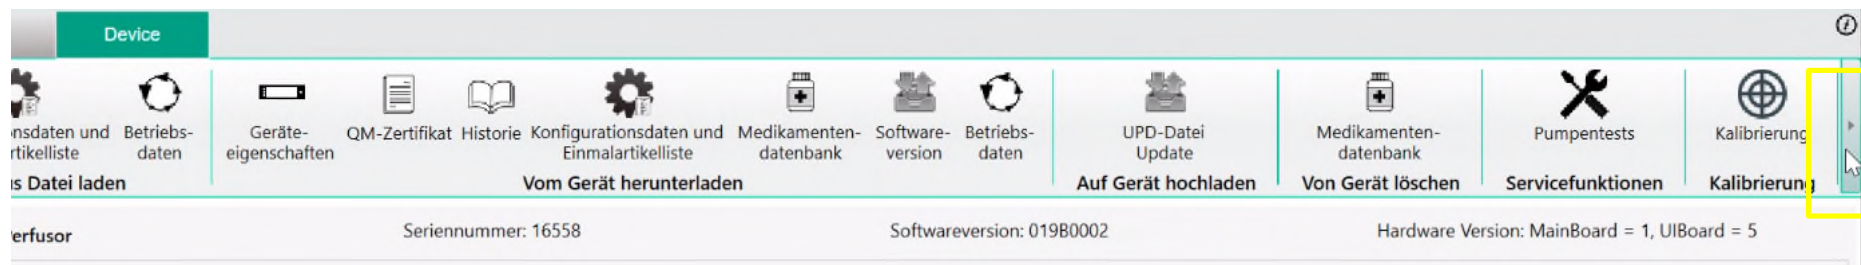 Device
onsdaten und
rtikelliste
Betriebs-
daten
s Datei laden
Geräte-
eigenschaften
QM-Zertifikat
Historie
Konfigurationsdaten und
Einmalartikelliste
Medikamenten-
datenbank
Software-
version
Betriebs-
daten
Vom Gerät herunterladen
UPD-Datei
Update
Auf Gerät hochladen
Medikamenten-
datenbank
Von Gerät löschen
Pumpentests
Servicefunktionen
Kalibrierung
Kalibrierung
erfusor
Seriennummer: 16558
Softwareversion: 019B0002
Hardware Version: MainBoard = 1, UIBoard = 5